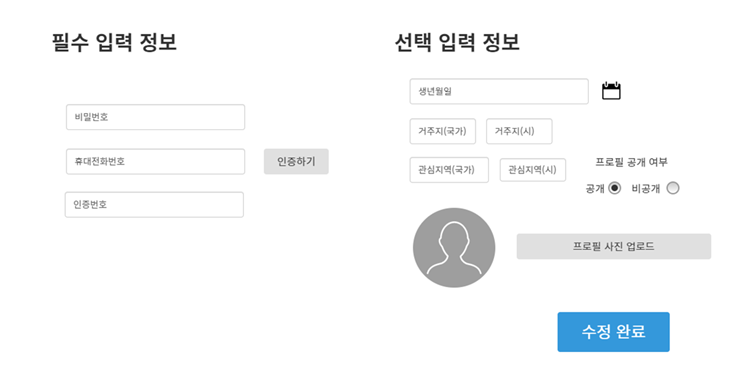 필수 입력 정보
비밀번호
휴대전화번호
인증하기
인증번호
선택 입력 정보
생년월일
거주지(국가)
거주지(시)
관심지역(국가)
관심지역(시)
프로필 공개 여부
공개
비공개
프로필 사진 업로드
수정 완료